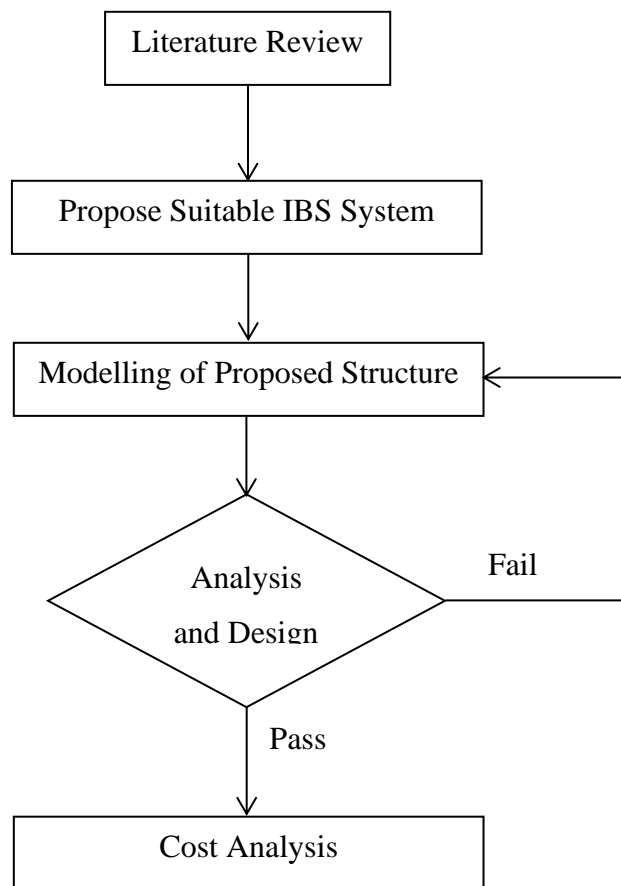 Literature Review
Propose Suitable IBS System
Modelling of Proposed Structure
Analysis
and Design
Fail
Pass
Cost Analysis